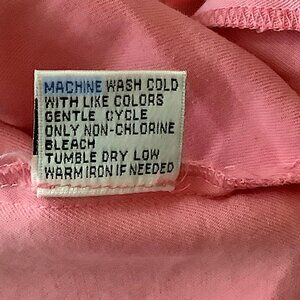 MACHINE WASH COLD
WITH LIKE COLORS
GENTLE CYCLE
ONLY NON-CHLORINE
BLEACH
TUMBLE DRY LOW
WARM IRON IF NEEDED